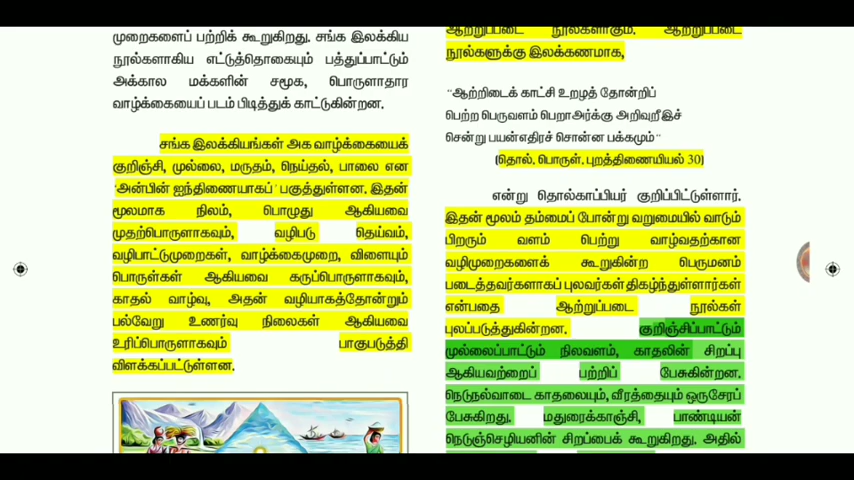 முறைகளைப் பற்றிக் கூறுகிறது. சங்க இலக்கிய
நூல்களாகிய எட்டுத்தொகையும் பத்துப்பாட்டும்
அக்கால மக்களின் சமூக, பொருளாதார
வாழ்க்கையைப் படம் பிடித்துக் காட்டுகின்றன.
சங்க இலக்கியங்கள் அக வாழ்க்கையைக்
குறிஞ்சி, முல்லை, மருதம், நெய்தல், பாலை என
'அன்பின் ஐந்திணையாகப்' பகுத்துள்ளன. இதன்
மூலமாக நிலம், பொழுது ஆகியவை
முதற்பொருளாகவும், வழிபடு தெய்வம்,
வழிபாட்டுமுறைகள், வாழ்க்கைமுறை, விளையும்
பொருள்கள் ஆகியவை கருப்பொருளாகவும்,
காதல் வாழ்வு, அதன் வழியாகத்தோன்றும்
பல்வேறு உணர்வு நிலைகள் ஆகியவை
உரிப்பொருளாகவும் பாகுபடுத்தி
விளக்கப்பட்டுள்ளன.
ஆற்றுப்படை நூல்களாகும். ஆற்றுப்படை
நூல்களுக்கு இலக்கணமாக,
"ஆற்றிடைக் காட்சி உறழத் தோன்றிப்
பெற்ற பெருவளம் பெறாஅர்க்கு அறிவுறீஇச்
சென்று பயன்எதிரச் சொன்ன பக்கமும்"
(தொல். பொருள். புறத்திணையியல் 30)
என்று தொல்காப்பியர் குறிப்பிட்டுள்ளார்.
இதன் மூலம் தம்மைப் போன்று வறுமையில் வாடும்
பிறரும் வளம் பெற்று வாழ்வதற்கான
வழிமுறைகளைக் கூறுகின்ற பெருமனம்
படைத்தவர்களாகப் புலவர்கள் திகழ்ந்துள்ளார்கள்
என்பதை ஆற்றுப்படை நூல்கள்
புலப்படுத்துகின்றன. குறிஞ்சிப்பாட்டும்
முல்லைப்பாட்டும் நிலவளம், காதலின் சிறப்பு
ஆகியவற்றைப் பற்றிப் பேசுகின்றன.
நெடுநல்வாடை காதலையும், வீரத்தையும் ஒருசேரப்
பேசுகிறது. மதுரைக்காஞ்சி, பாண்டியன்
நெடுஞ்செழியனின் சிறப்பைக் கூறுகிறது. அதில்